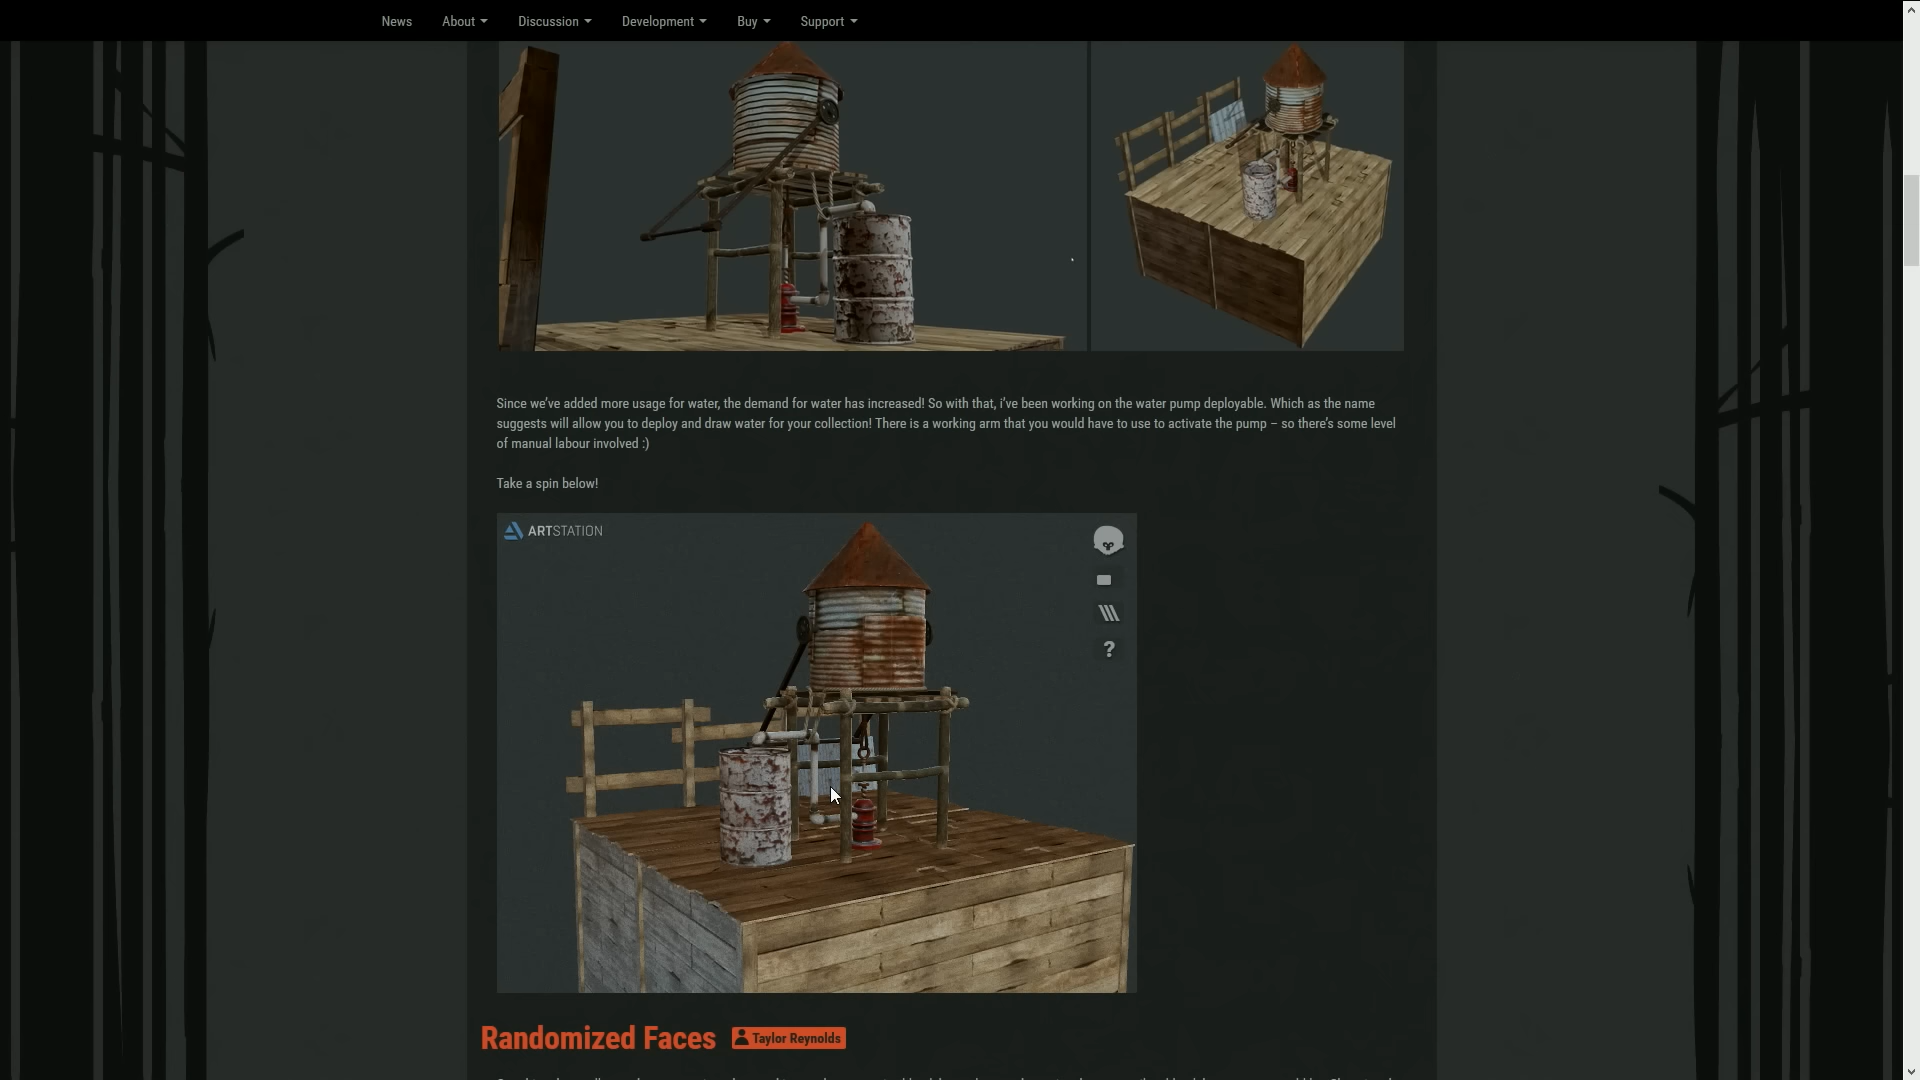 News About Discussion Development Buy Support
Since we've added more usage for water, the demand for water has increased! So with that, i've been working on the water pump deployable. Which as the name
suggests will allow you to deploy and draw water for your collection! There is a working arm that you would have to use to activate the pump – so there's some level
of manual labour involved :)
Take a spin below!
ARTSTATION
?
Randomized Faces Taylor Reynolds